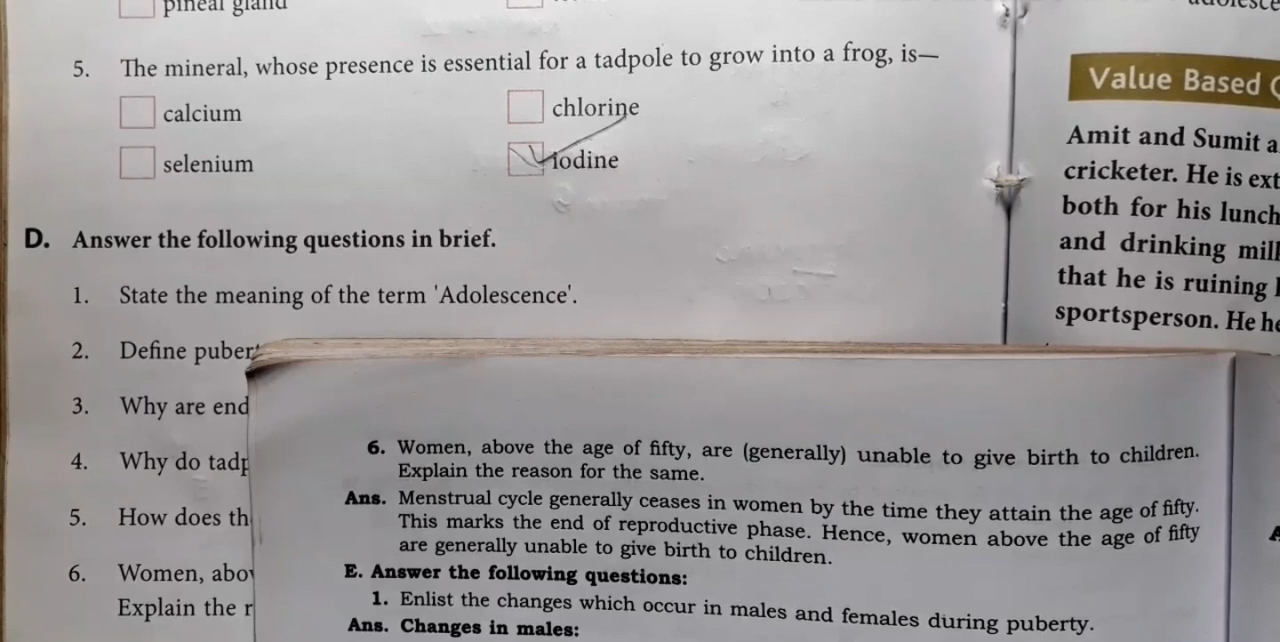 pineal gland
5. The mineral, whose presence is essential for a tadpole to grow into a frog, is—
calcium
chlorine
selenium
iodine
D. Answer the following questions in brief.
1. State the meaning of the term 'Adolescence'.
2. Define
3. Why are
4. Why do
5. How does
6. Women,
Explain the
6. Women, above the age of fifty, are (generally) unable to give birth to children.
Explain the reason for the same.
Ans. Menstrual cycle generally ceases in women by the time they attain the age of fifty.
This marks the end of reproductive phase. Hence, women above the age of fifty
are generally unable to give birth to children.
E. Answer the following questions:
1. Enlist the changes which occur in males and females during puberty.
Ans. Changes in males:
Value Based
Amit and Sumit
cricketer. He is
both for his lunch
and drinking
that he is ruining
sportsperson. He